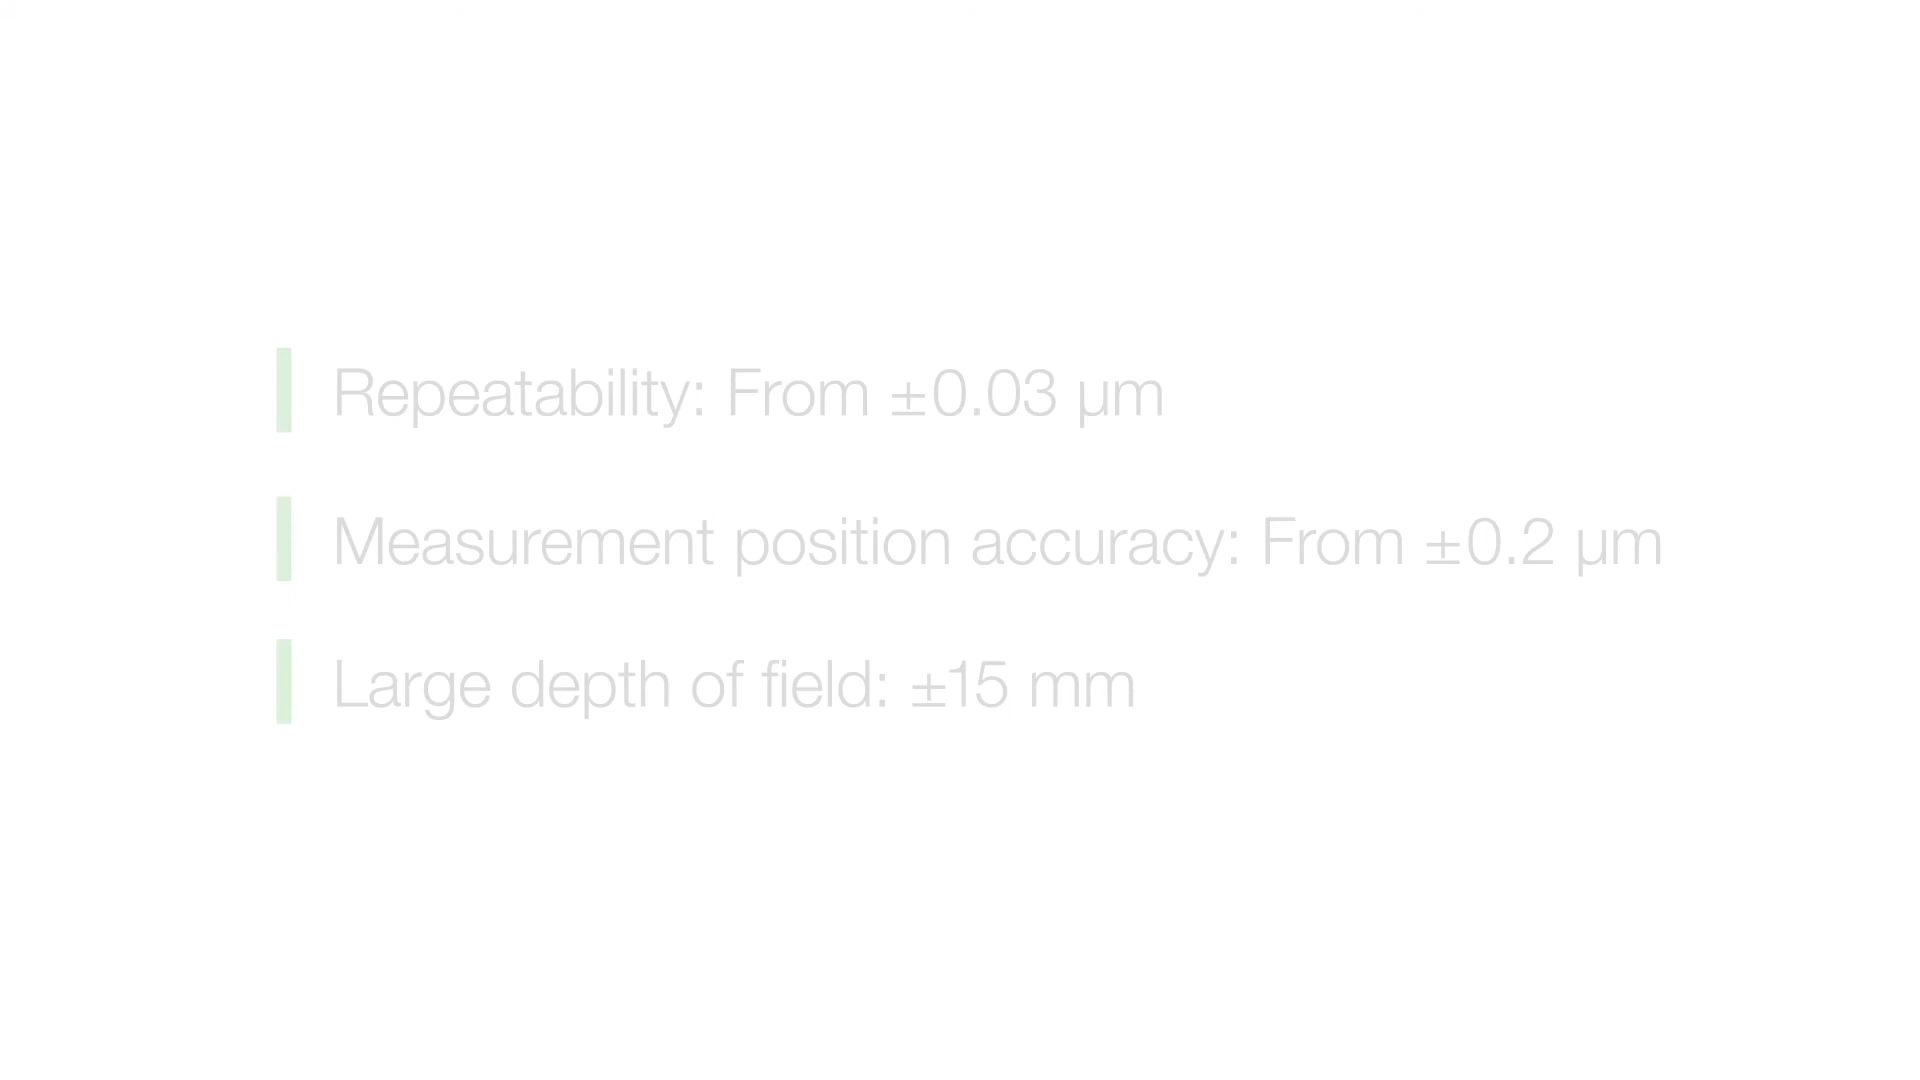 Repeatability: From ±0.03 µm
Measurement position accuracy: From ±0.2 µm
Large depth of field: ±15 mm